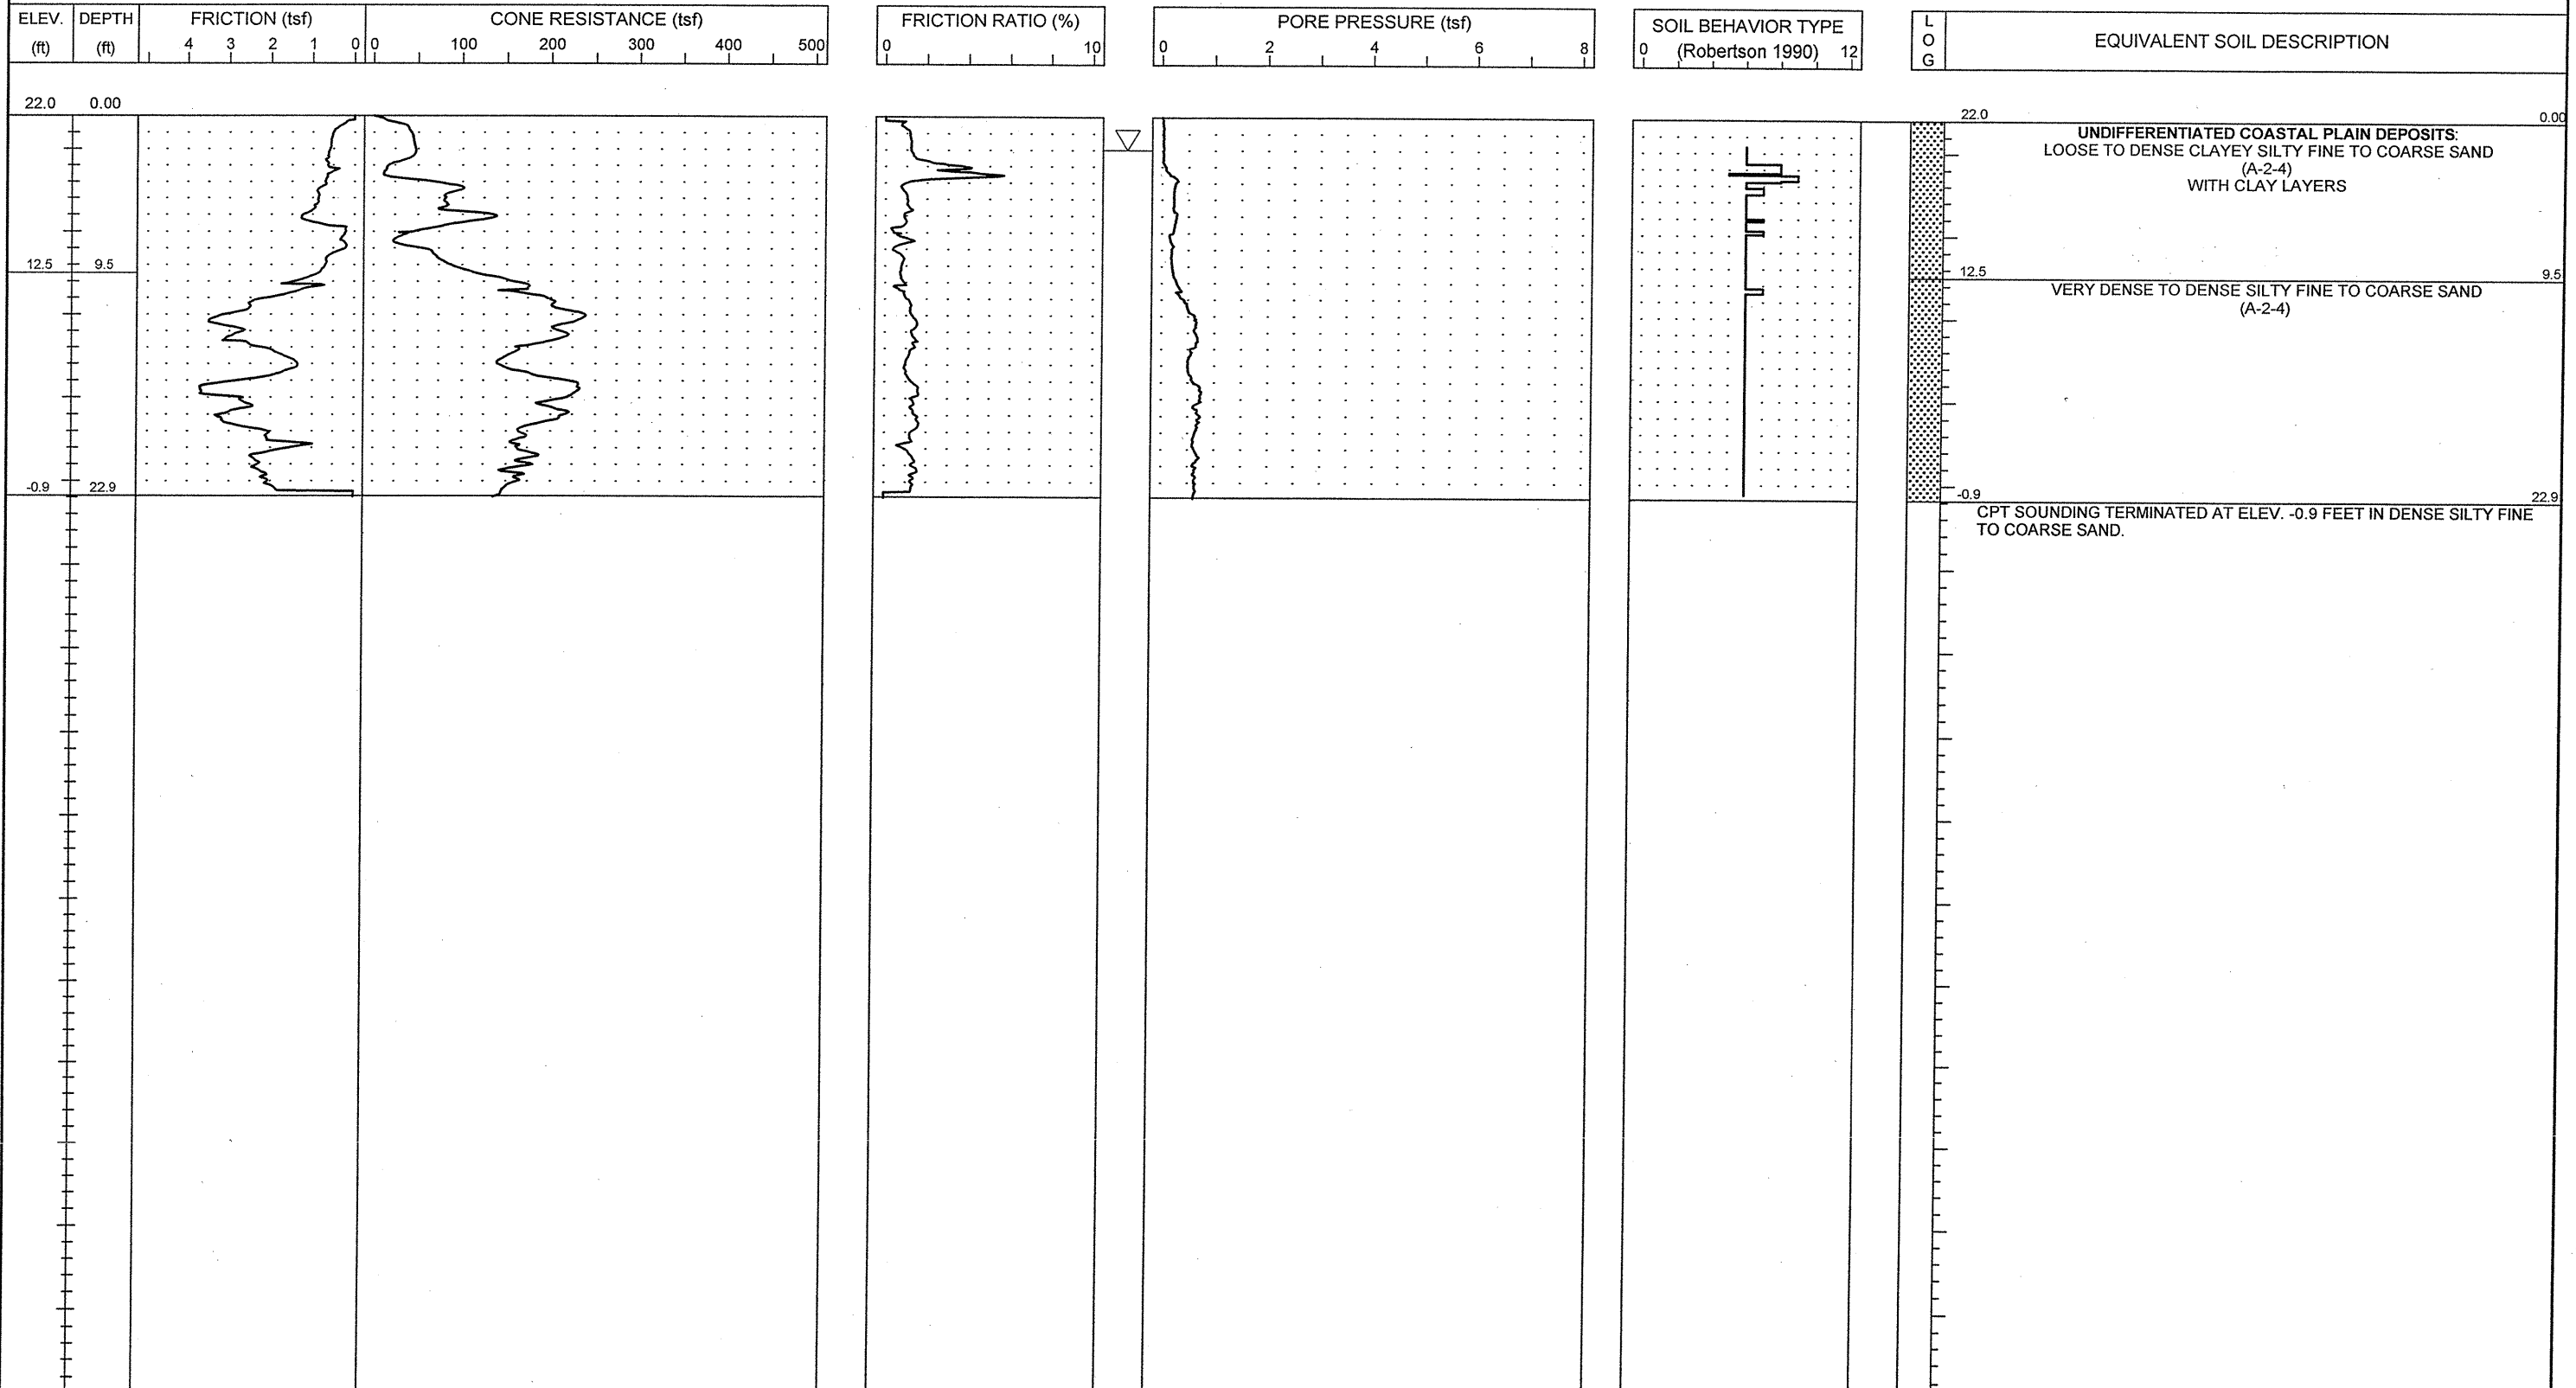 ELEV. DEPTH FRICTION (tsf) CONE RESISTANCE (tsf) FRICTION RATIO (%) PORE PRESSURE (tsf) SOIL BEHAVIOR TYPE (Robertson 1990) L O G EQUIVALENT SOIL DESCRIPTION
(ft) (ft) 4 3 2 1 0 0 100 200 300 400 500 0 10 0 2 4 6 8 0 12
22.0 0.00
22.0 0.00
UNDIFFERENTIATED COASTAL PLAIN DEPOSITS:
LOOSE TO DENSE CLAYEY SILTY FINE TO COARSE SAND
(A-2-4)
WITH CLAY LAYERS
12.5 9.5
12.5 9.5
VERY DENSE TO DENSE SILTY FINE TO COARSE SAND
(A-2-4)
-0.9 22.9
-0.9 22.9
CPT SOUNDING TERMINATED AT ELEV. -0.9 FEET IN DENSE SILTY FINE
TO COARSE SAND.